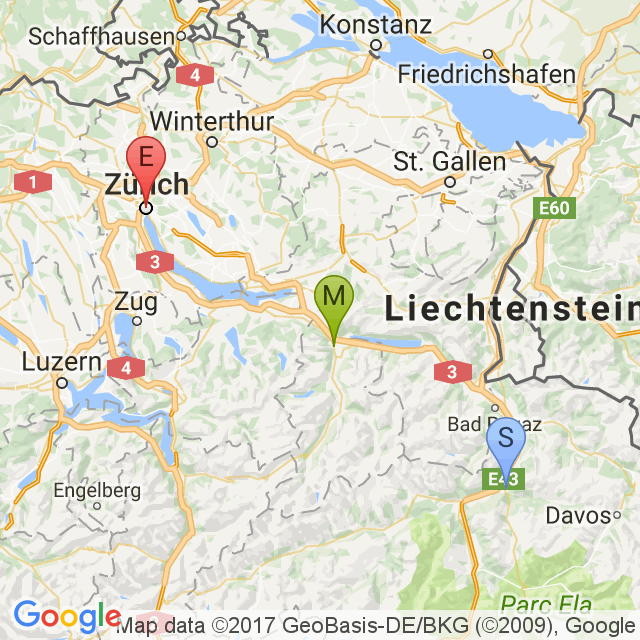 Konstanz
Schaffhausen
4
Friedrichshafen
Winterthur
E
St. Gallen
1
Zürich
E60
3
M
Zug
Liechtenstein
Luzern
4
3
Bad Ragaz
S
E43
Engelberg
Davos
Parc Ela
Google
Map data ©2017 GeoBasis-DE/BKG (©2009), Google